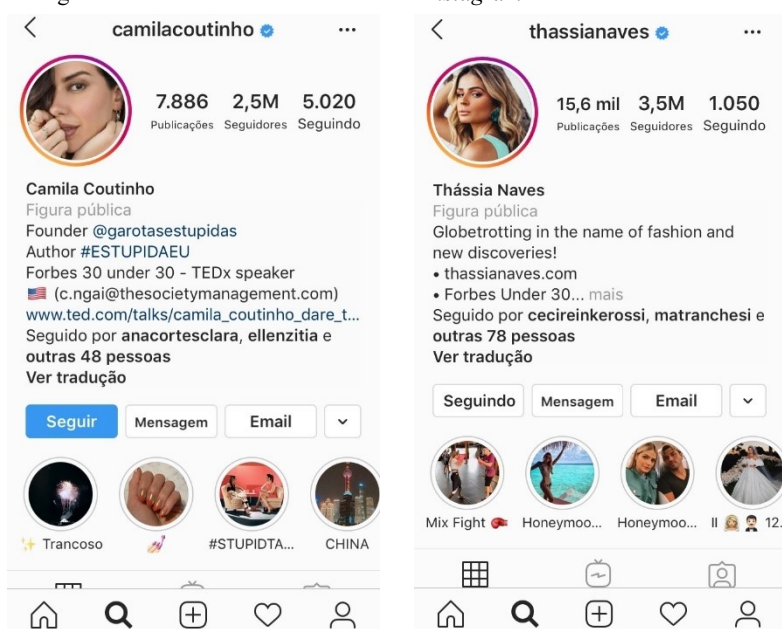 camilacoutinho
7.886 2,5M 5.020
Publicações Seguidores Seguindo
Camila Coutinho
Figura pública
Founder @garotasestupidas
Author #ESTUPIDAEU
Forbes 30 under 30 - TEDx speaker
🇺🇸 (c.ngai@thesocietymanagement.com)
www.ted.com/talks/camila_coutinho_dare_t...
Seguido por anacortesclara, ellenzitia e
outras 48 pessoas
Ver tradução
Seguir Mensagem Email
✨ Trancoso 💅 #STUPIDTA... CHINA
thassianaves
15,6 mil 3,5M 1.050
Publicações Seguidores Seguindo
Thássia Naves
Figura pública
Globetrotting in the name of fashion and
new discoveries!
• thassianaves.com
• Forbes Under 30... mais
Seguido por cecireinkerossi, matranchesi e
outras 78 pessoas
Ver tradução
Seguindo Mensagem Email
Mix Fight 🥊 Honeymoo... Honeymoo... II 👰🤵 12.